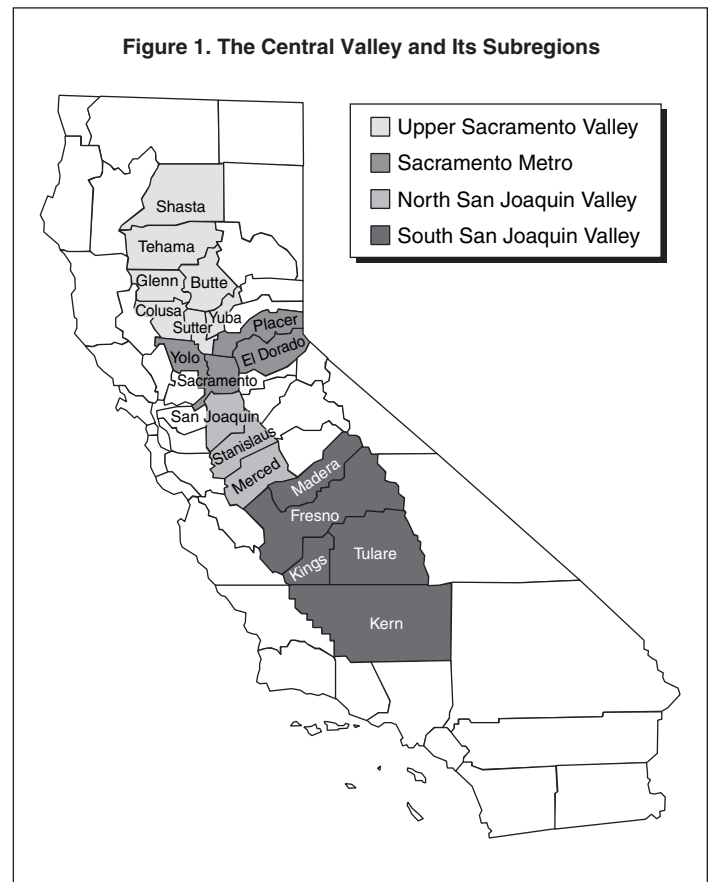 Figure 1. The Central Valley and Its Subregions
Upper Sacramento Valley
Sacramento Metro
North San Joaquin Valley
South San Joaquin Valley
Shasta
Tehama
Glenn
Butte
Colusa
Sutter
Yuba
Placer
El Dorado
Yolo
Sacramento
San Joaquin
Stanislaus
Merced
Madera
Fresno
Kings
Tulare
Kern